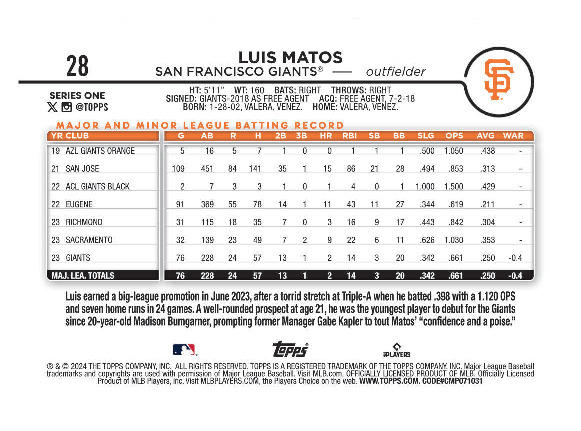 28
LUIS MATOS
SAN FRANCISCO GIANTS® — outfielder
SERIES ONE
@TOPPS
HT: 5'11" WT: 160 BATS: RIGHT THROWS: RIGHT
SIGNED: GIANTS-2018 AS FREE AGENT ACQ: FREE AGENT, 7-2-18
BORN: 1-28-02, VALERA, VENEZ. HOME: VALERA, VENEZ.
SF
MAJOR AND MINOR LEAGUE BATTING RECORD
YR CLUB G AB R H 2B 3B HR RBI SB BB SLG OPS AVG WAR
19 AZL GIANTS ORANGE 5 16 5 7 1 0 0 1 1 1 .500 1.050 .438 -
21 SAN JOSE 109 451 84 141 35 1 15 86 21 28 .494 .853 .313 -
22 ACL GIANTS BLACK 2 7 3 3 1 0 1 4 0 1 1.000 1.500 .429 -
22 EUGENE 91 369 55 78 14 1 11 43 11 27 .344 .619 .211 -
23 RICHMOND 31 115 18 35 7 0 3 16 9 17 .443 .842 .304 -
23 SACRAMENTO 32 139 23 49 7 2 9 22 6 11 .626 1.030 .353 -
23 GIANTS 76 228 24 57 13 1 2 14 3 20 .342 .661 .250 -0.4
MAJ. LEA. TOTALS 76 228 24 57 13 1 2 14 3 20 .342 .661 .250 -0.4
Luis earned a big-league promotion in June 2023, after a torrid stretch at Triple-A when he batted .398 with a 1.120 OPS
and seven home runs in 24 games. A well-rounded prospect at age 21, he was the youngest player to debut for the Giants
since 20-year-old Madison Bumgarner, prompting former Manager Gabe Kapler to tout Matos' "confidence and a poise."
Topps
PLAYERS
® & © 2024 THE TOPPS COMPANY, INC. ALL RIGHTS RESERVED. TOPPS IS A REGISTERED TRADEMARK OF THE TOPPS COMPANY, INC. Major League Baseball
trademarks and copyrights are used with permission of Major League Baseball. Visit MLB.com. OFFICIALLY LICENSED PRODUCT OF MLB. Officially Licensed
Product of MLB Players, Inc. Visit MLBPLAYERS.COM, the Players Choice on the web. WWW.TOPPS.COM. CODE#CMP071031